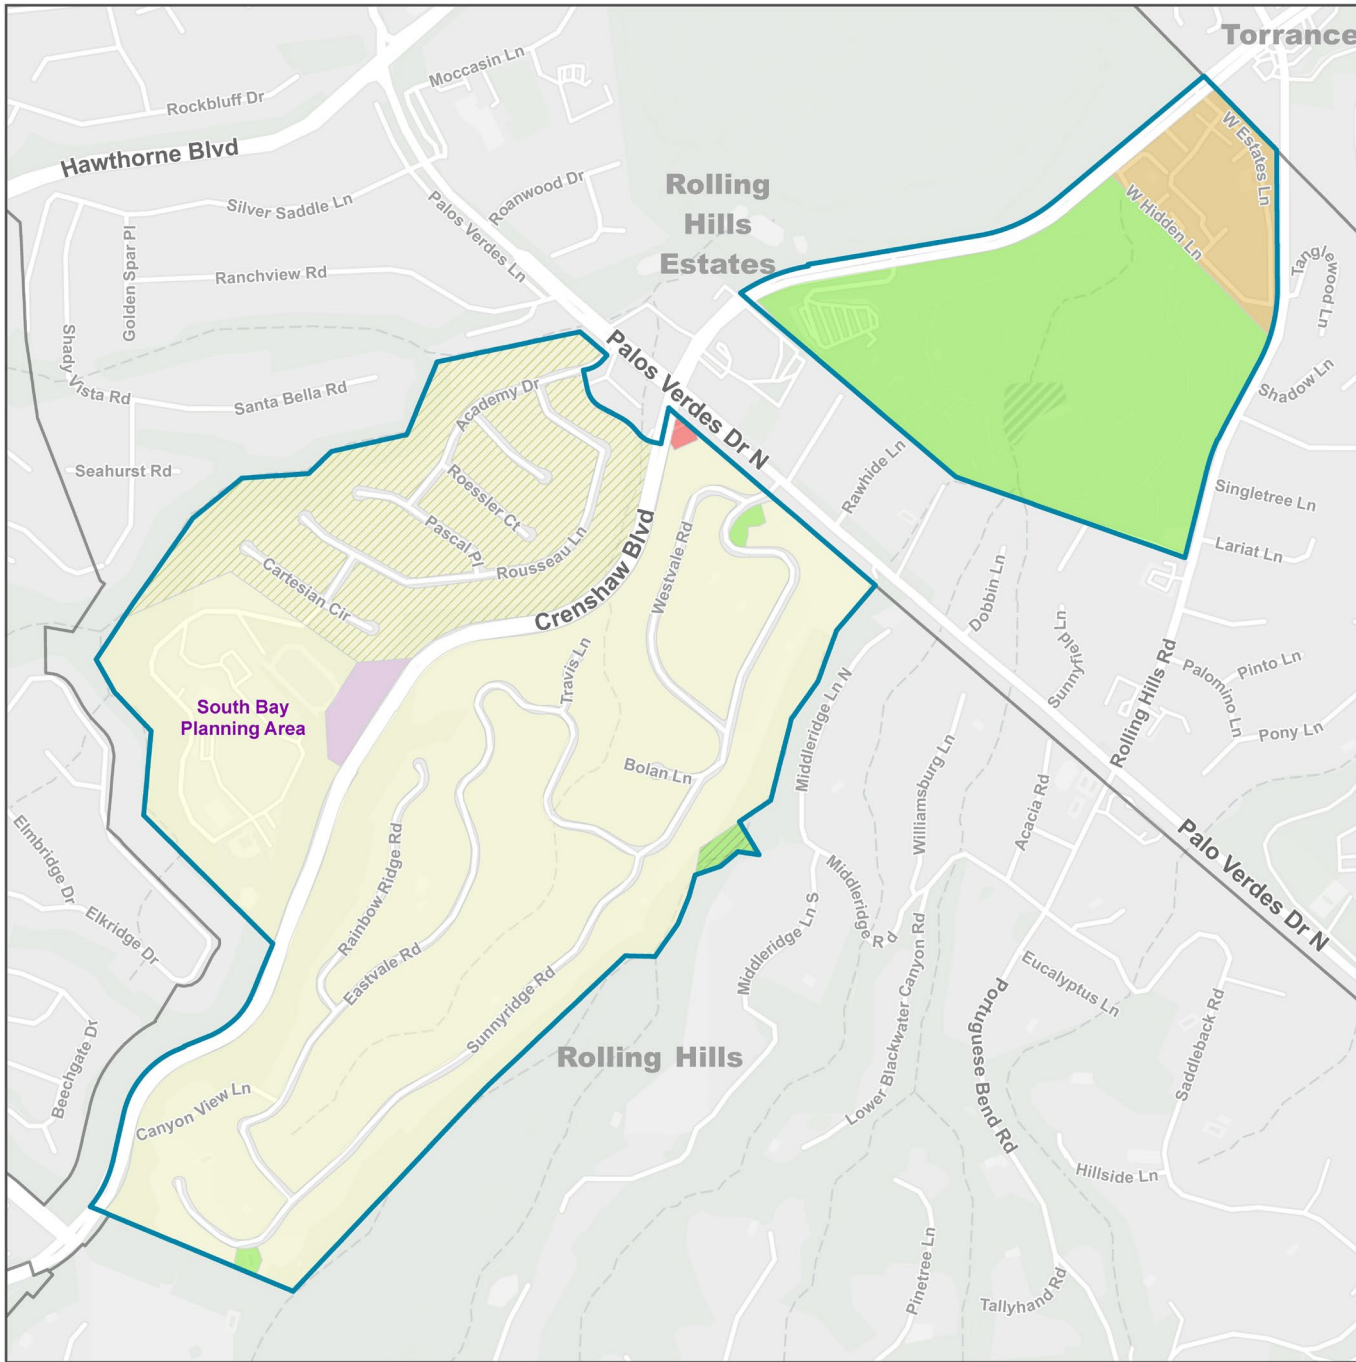 Torrance
Moccasin Ln
Rockbluff Dr
Hawthorne Blvd
W Estates Ln
Rolling
Hills
Estates
Roanwood Dr
Silver Saddle Ln
Palos Verdes Ln
W Hidden Ln
Golden Spar Pl
Ranchview Rd
Tanglewood Ln
Shady Vista Rd
Santa Bella Rd
Palos Verdes Dr N
Shadow Ln
Academy Dr
Seahurst Rd
Roessler Ct
Rawhide Ln
Singletree Ln
Pascal Pl
Rousseau Ln
Lariat Ln
Crenshaw Blvd
Westvale Rd
Cartesian Cir
Dobbin Ln
Sunnyfield Ln
Travis Ln
Palomino Ln
Pinto Ln
Rolling Hills Rd
South Bay
Planning Area
Middleridge Ln N
Pony Ln
Bolan Ln
Williamsburg Ln
Acacia Rd
Elmbridge Dr
Palo Verdes Dr N
Rainbow Ridge Rd
Middleridge Rd
Elkridge Dr
Eastvale Rd
Middleridge Ln S
Eucalyptus Ln
Sunnyridge Rd
Lower Blackwater Canyon Rd
Portuguese Bend Rd
Saddleback Rd
Rolling Hills
Beechgate Dr
Canyon View Ln
Hillside Ln
Pinetree Ln
Tallyhand Rd